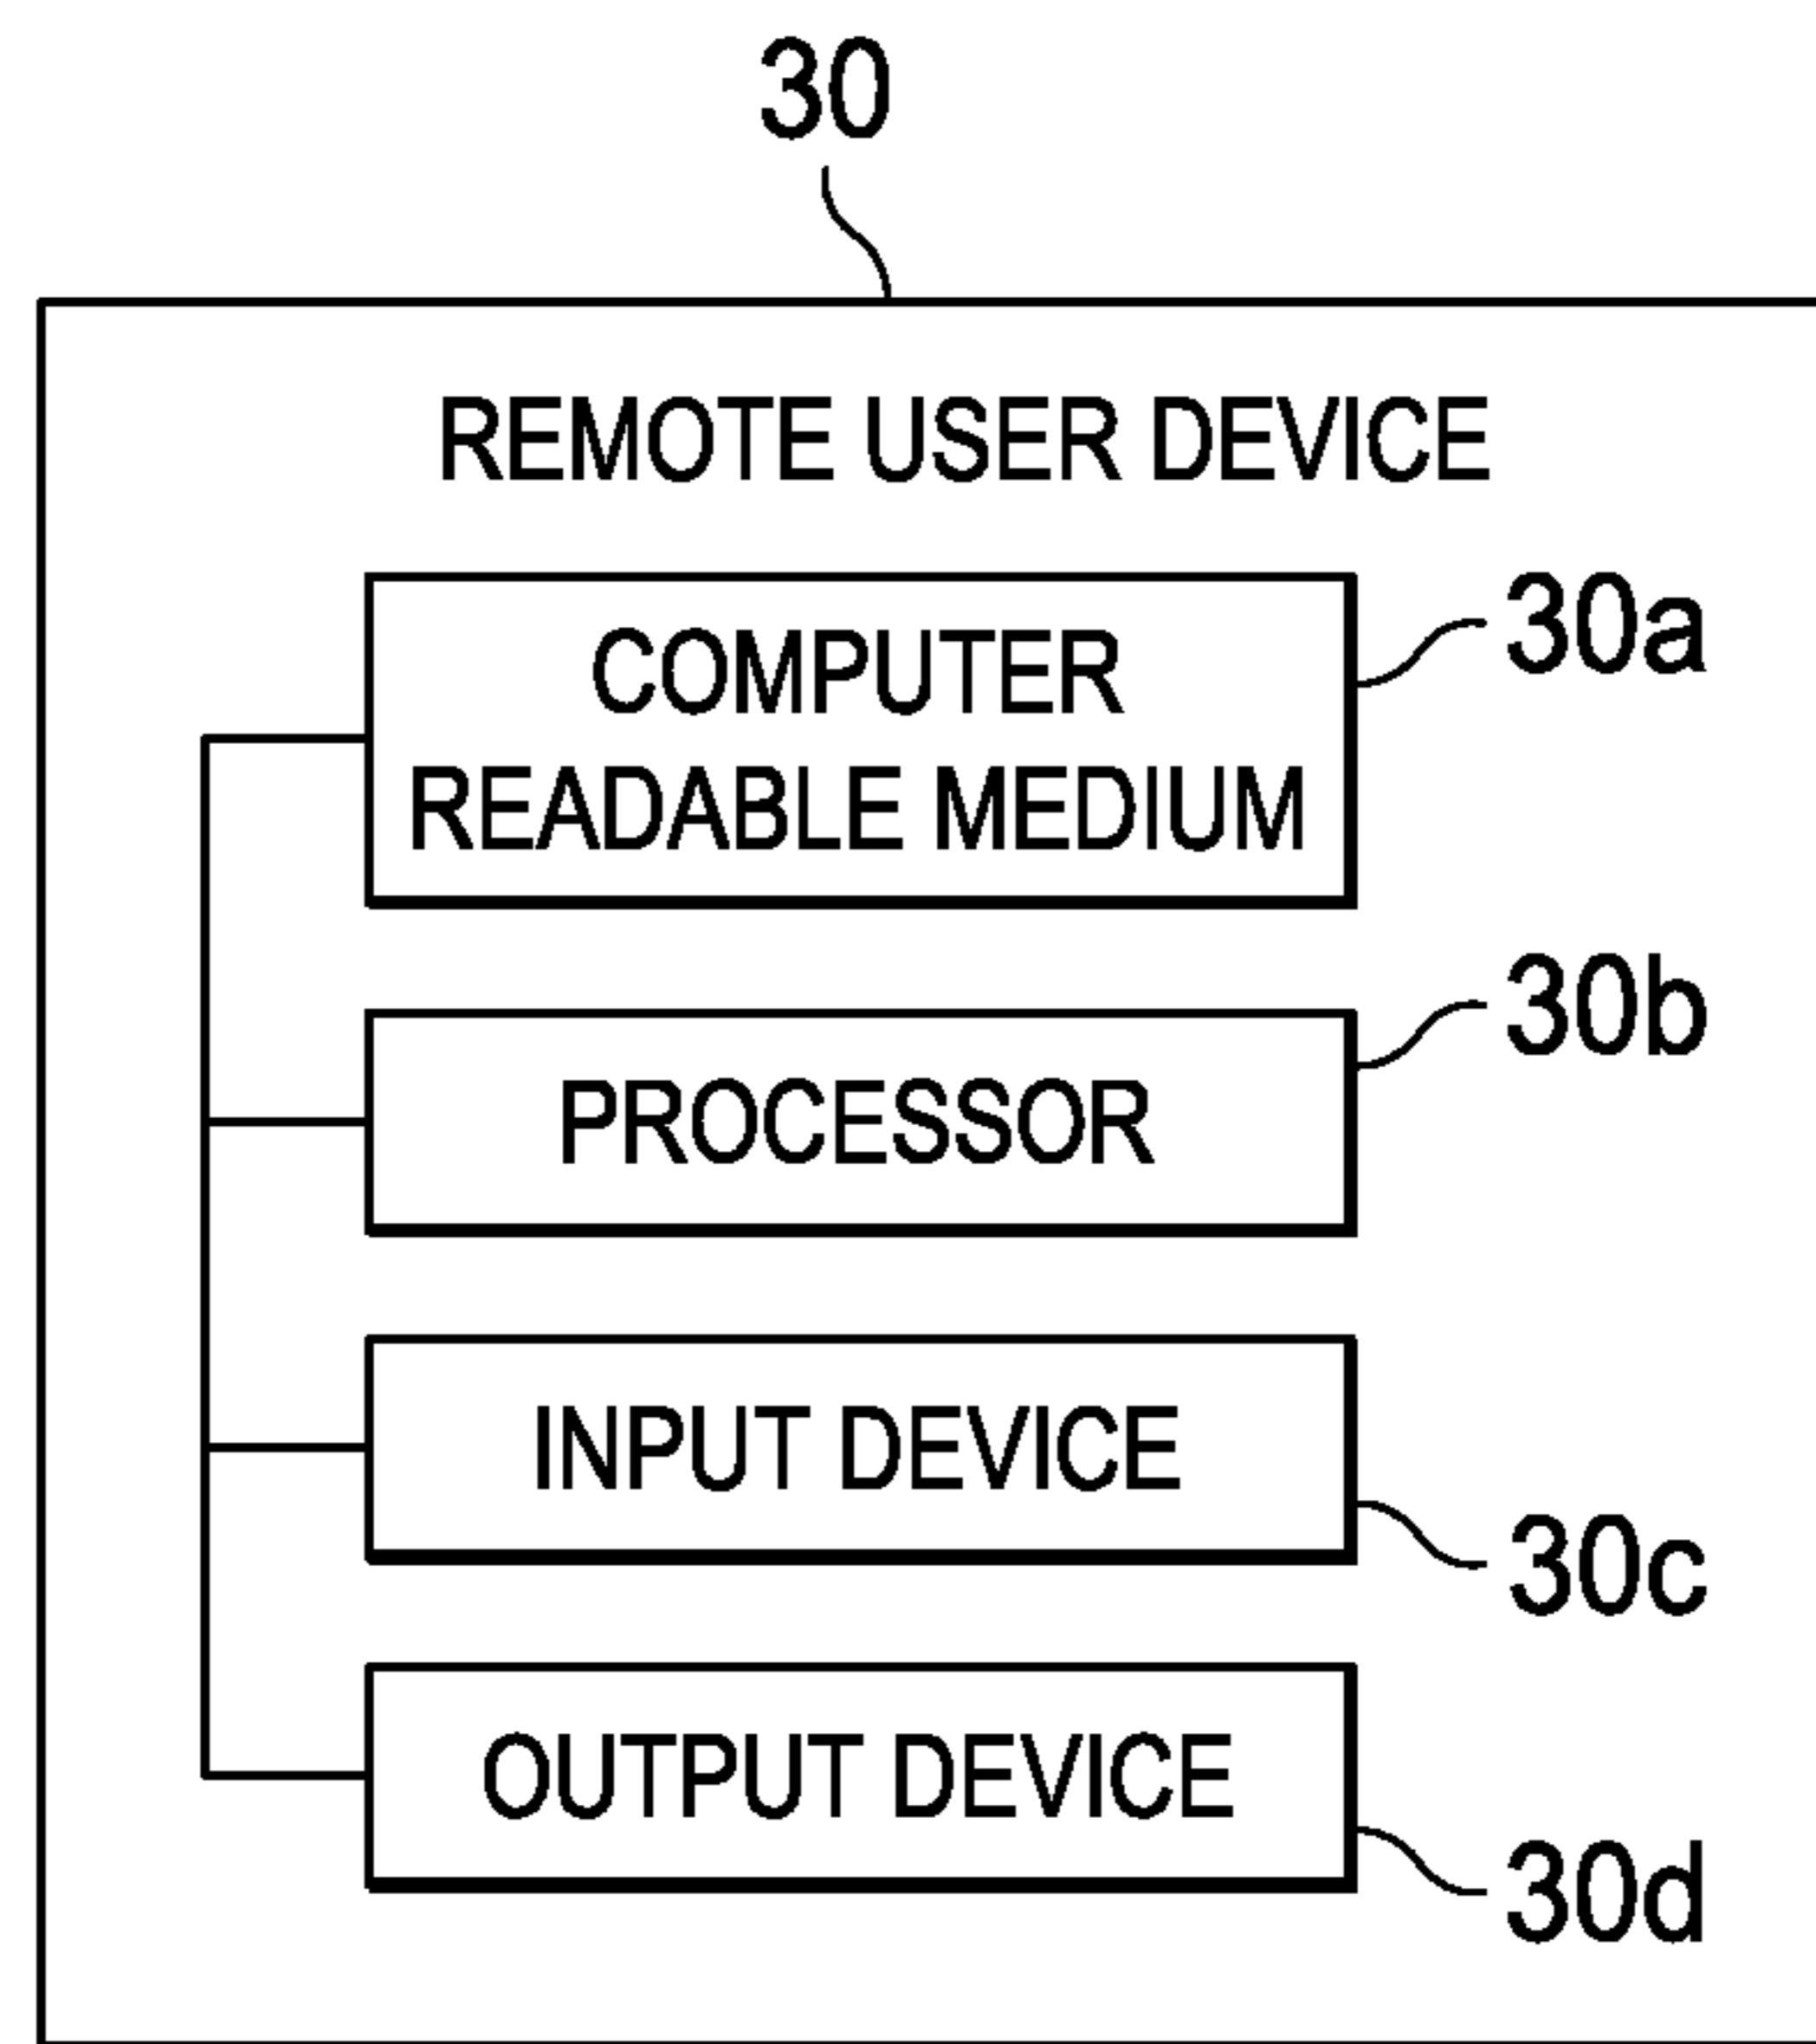 30
REMOTE USER DEVICE
COMPUTER
READABLE MEDIUM
30a
PROCESSOR
30b
INPUT DEVICE
30c
OUTPUT DEVICE
30d